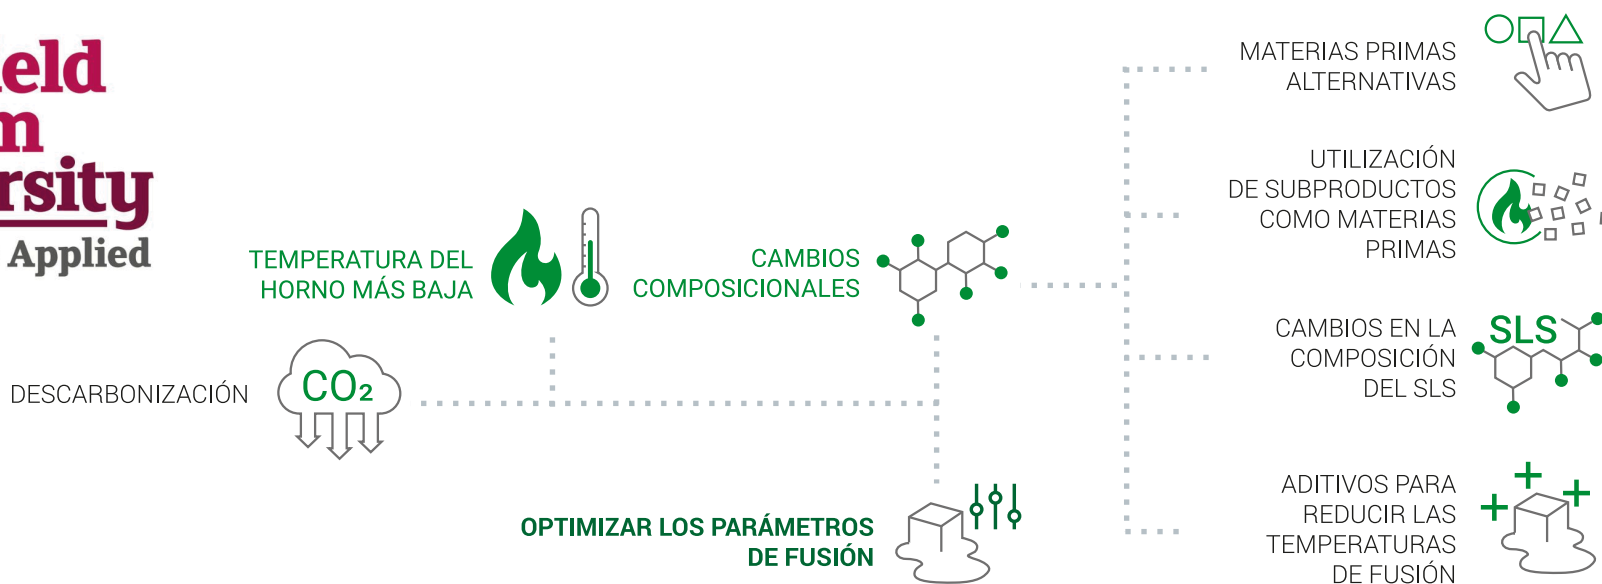 eld
m
rsity
Applied
TEMPERATURA DEL
HORNO MÁS BAJA
CAMBIOS
COMPOSICIONALES
DESCARBONIZACIÓN
CO₂
OPTIMIZAR LOS PARÁMETROS
DE FUSIÓN
MATERIAS PRIMAS
ALTERNATIVAS
UTILIZACIÓN
DE SUBPRODUCTOS
COMO MATERIAS
PRIMAS
CAMBIOS EN LA
COMPOSICIÓN
DEL SLS
SLS
ADITIVOS PARA
REDUCIR LAS
TEMPERATURAS
DE FUSIÓN